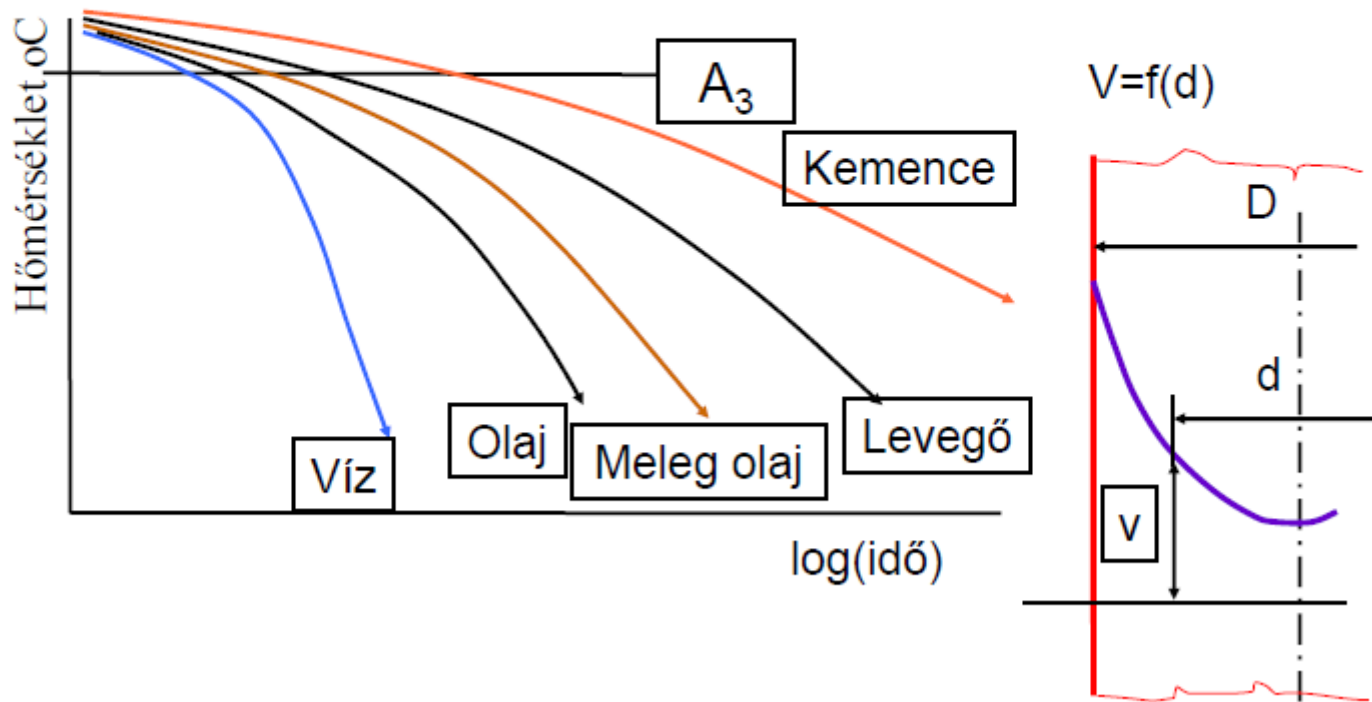 Hőmérséklet oC
A3
Kemence
Víz
Olaj
Meleg olaj
Levegő
log(idő)
V=f(d)
D
d
v